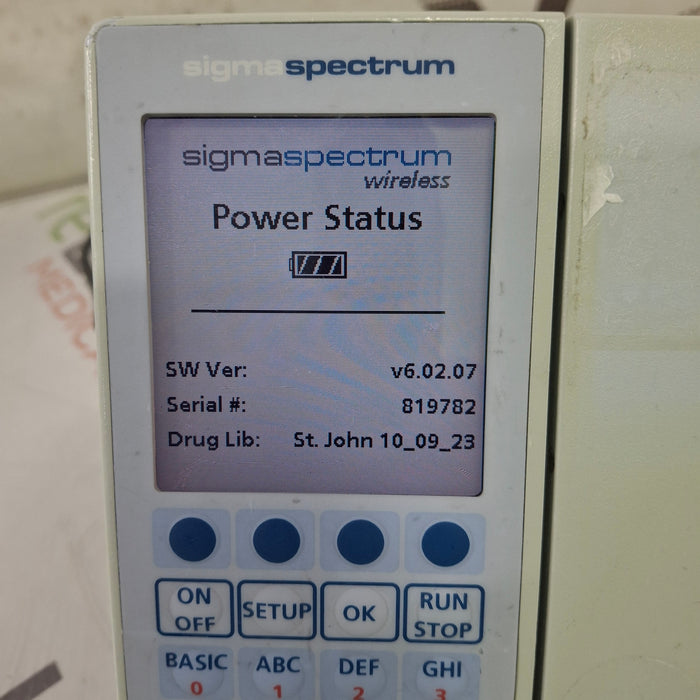 sigmaspectrum
sigmaspectrum
wireless
Power Status
SW Ver: v6.02.07
Serial #: 819782
Drug Lib: St. John 10_09_23
ON OFF
SETUP
OK
RUN STOP
BASIC 0
ABC 1
DEF 2
GHI 3